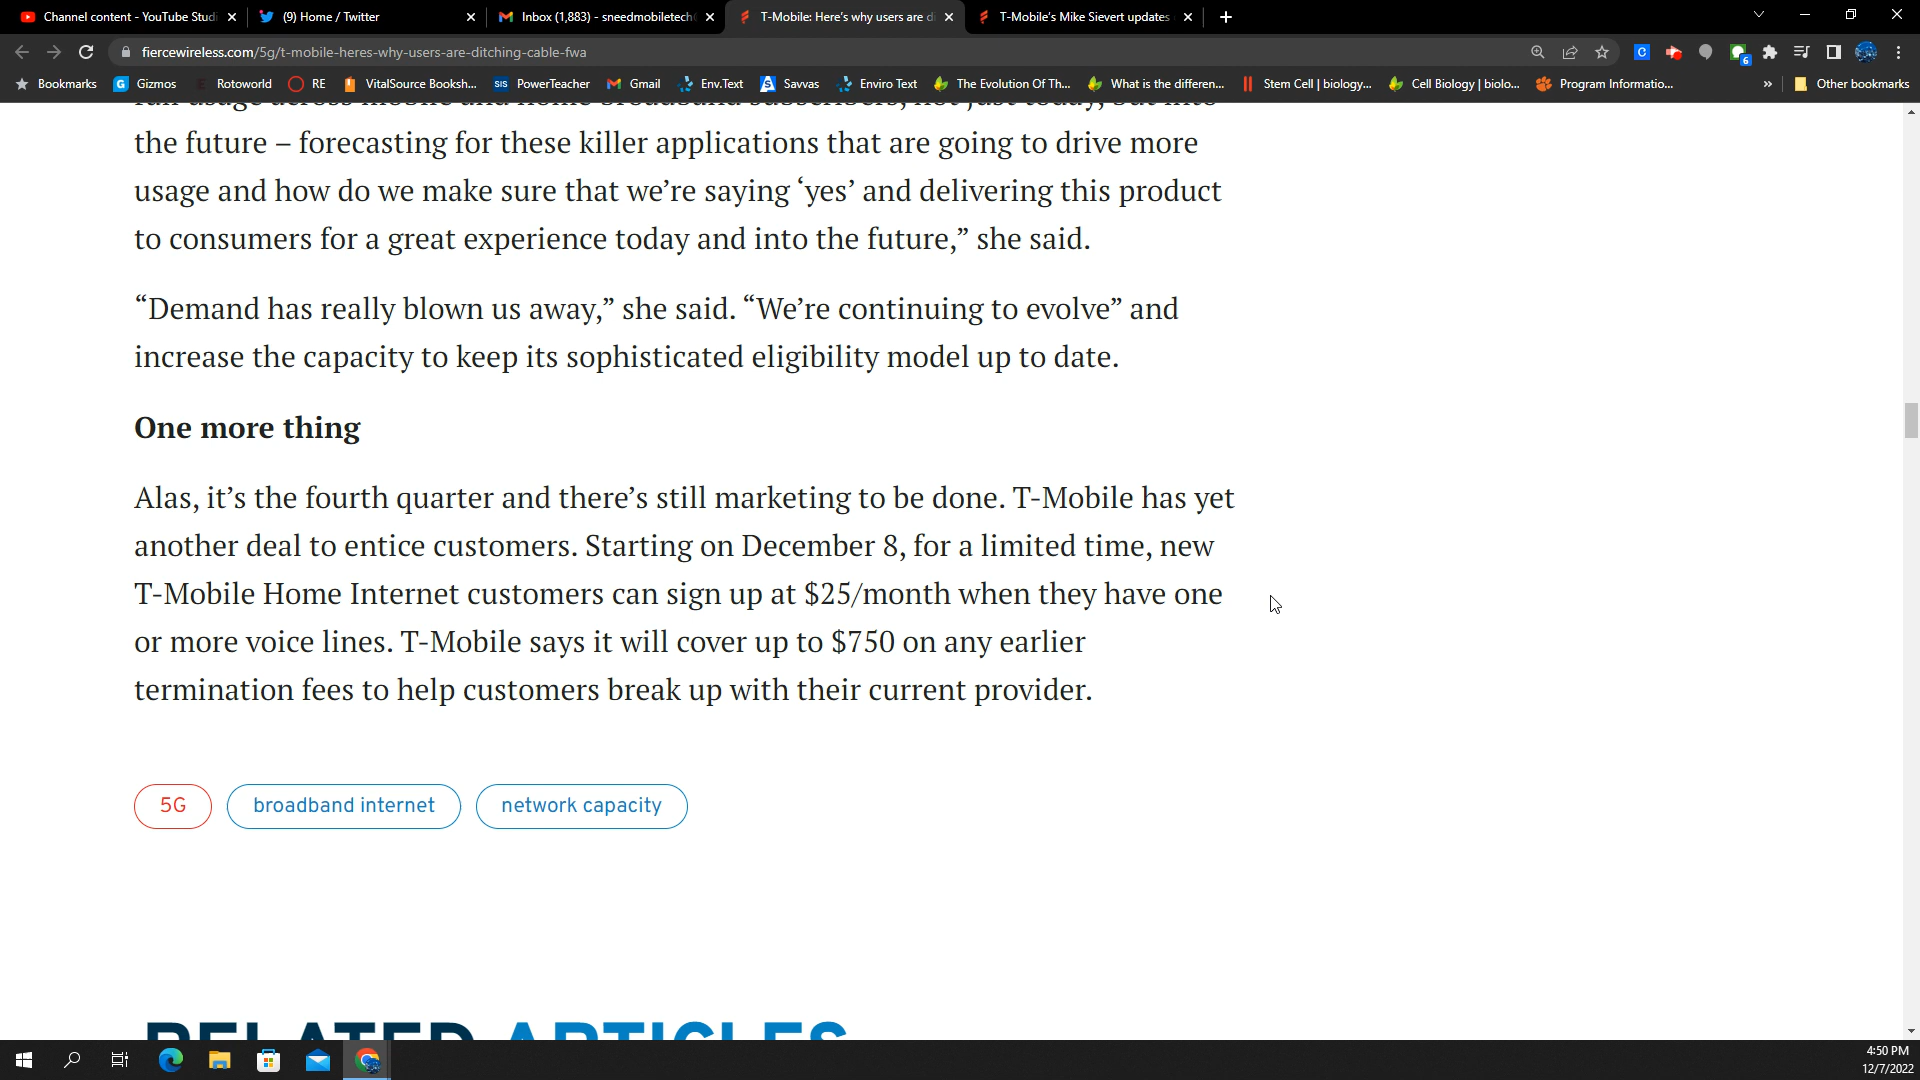 Channel content - YouTube Studi
(9) Home / Twitter
Inbox (1,883) - sneedmobiletech
T-Mobile: Here's why users are di
T-Mobile's Mike Sievert updates
fiercewireless.com/5g/t-mobile-heres-why-users-are-ditching-cable-fwa
Bookmarks
Gizmos
Rotoworld
RE
VitalSource Booksh...
SIS PowerTeacher
Gmail
Env.Text
Savvas
Enviro Text
The Evolution Of Th...
What is the differen...
Stem Cell | biology...
Cell Biology | biolo...
Program Informatio...
»
Other bookmarks
full usage across mobile and home broadband subscribers, not just today, but into
the future – forecasting for these killer applications that are going to drive more
usage and how do we make sure that we're saying ‘yes’ and delivering this product
to consumers for a great experience today and into the future,” she said.
“Demand has really blown us away,” she said. “We’re continuing to evolve” and
increase the capacity to keep its sophisticated eligibility model up to date.
One more thing
Alas, it’s the fourth quarter and there’s still marketing to be done. T-Mobile has yet
another deal to entice customers. Starting on December 8, for a limited time, new
T-Mobile Home Internet customers can sign up at $25/month when they have one
or more voice lines. T-Mobile says it will cover up to $750 on any earlier
termination fees to help customers break up with their current provider.
5G
broadband internet
network capacity
RELATED ARTICLES
4:50 PM
12/7/2022